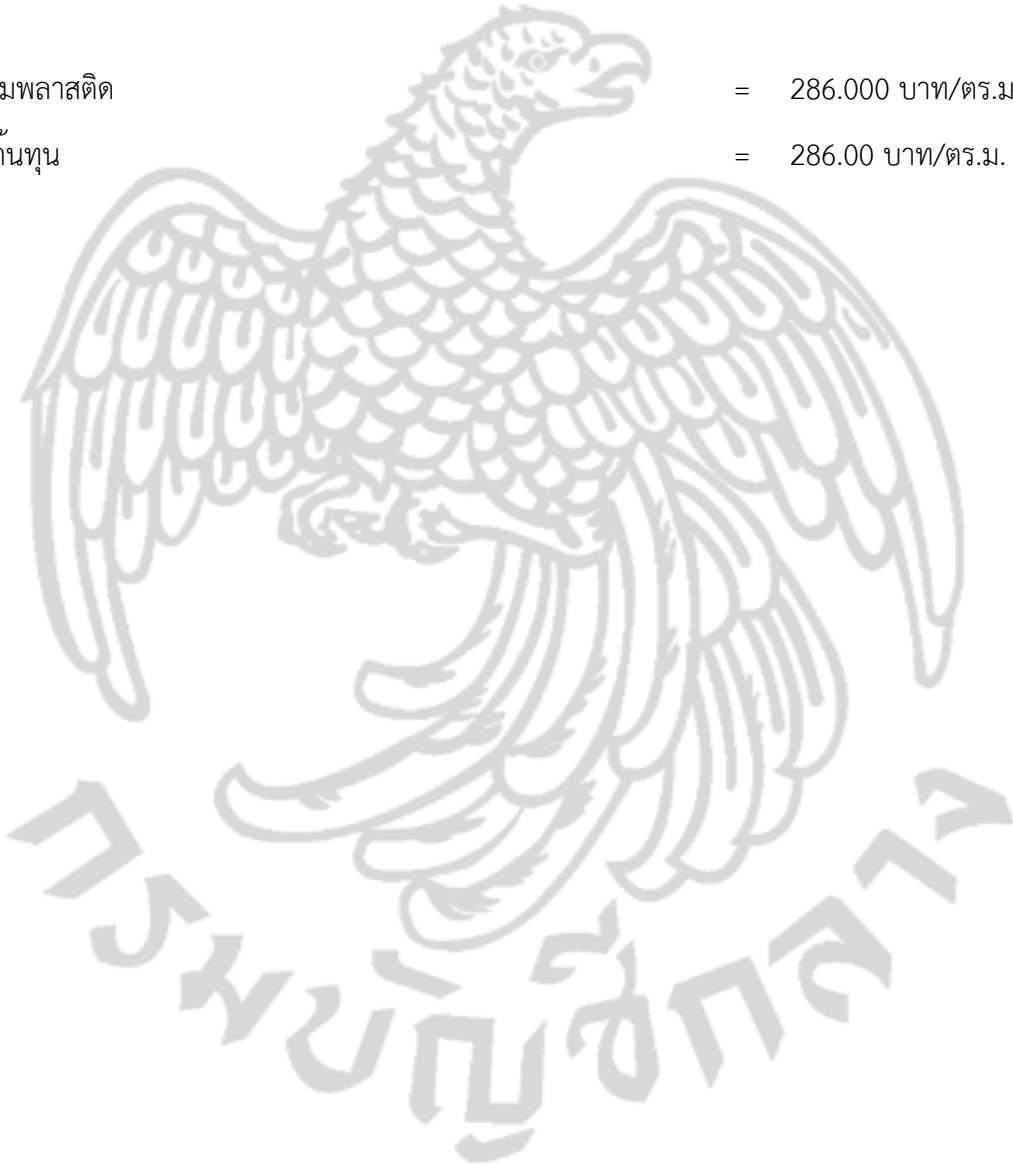 มพลาสติด = 286.000 บาท/ตร.ม
้นทุน = 286.00 บาท/ตร.ม.
กรมบัญชีกลาง